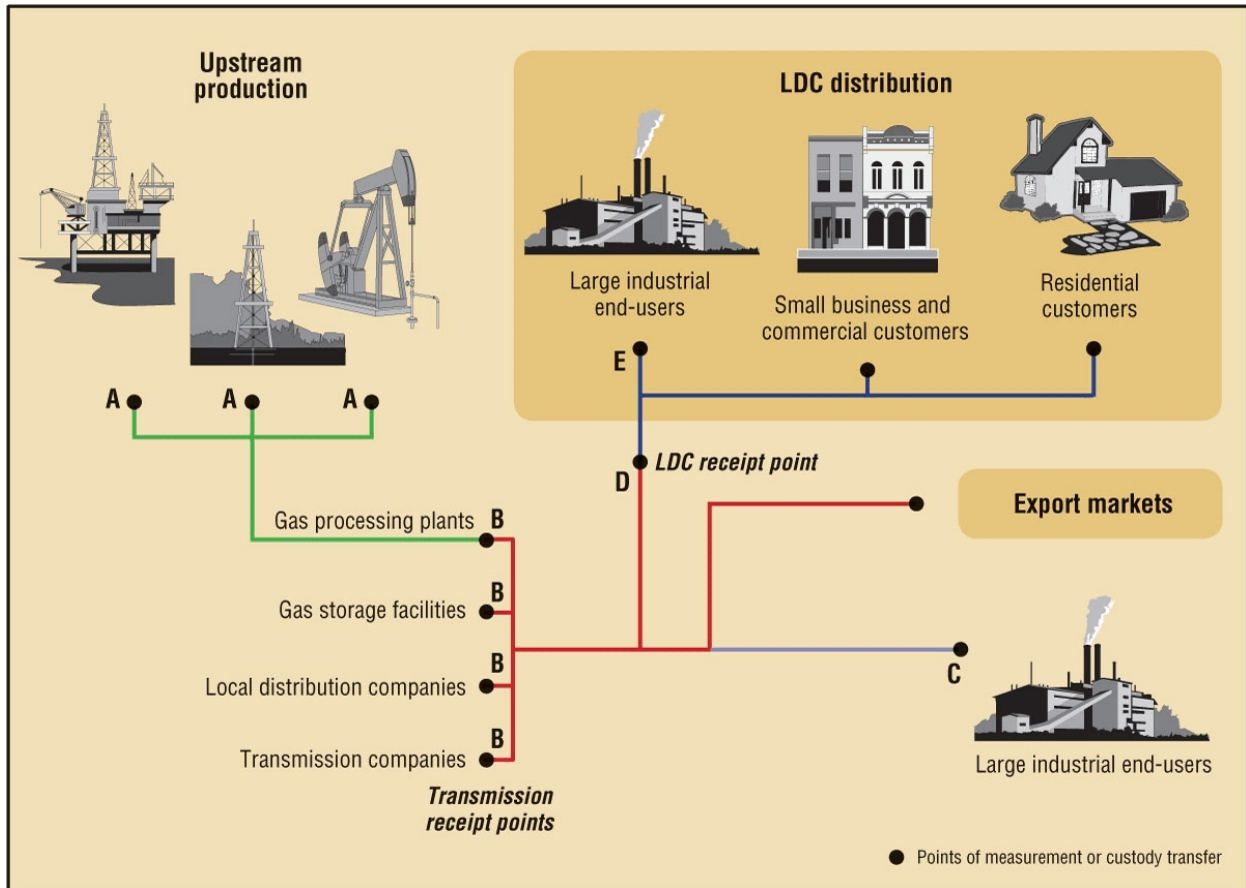 Upstream
production
LDC distribution
Large industrial
end-users
Small business and
commercial customers
Residential
customers
A
A
A
E
D
LDC receipt point
Export markets
Gas processing plants
B
Gas storage facilities
B
Local distribution companies
B
Transmission companies
B
Transmission
receipt points
C
Large industrial end-users
Points of measurement or custody transfer